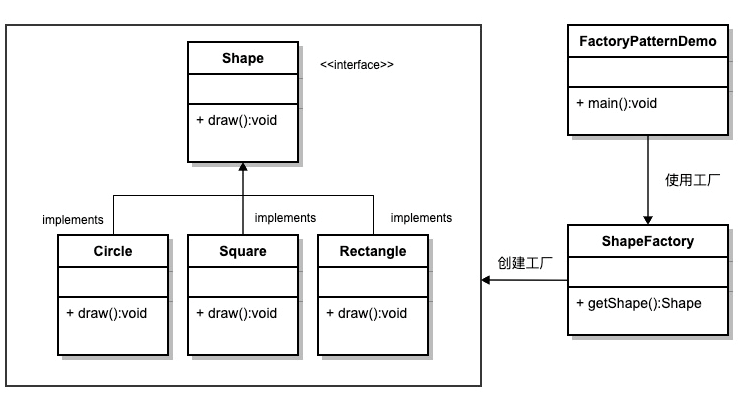 Shape
<<interface>>
+ draw():void
implements
implements
implements
Circle
+ draw():void
Square
+ draw():void
Rectangle
+ draw():void
FactoryPatternDemo
+ main():void
使用工厂
ShapeFactory
+ getShape():Shape
创建工厂